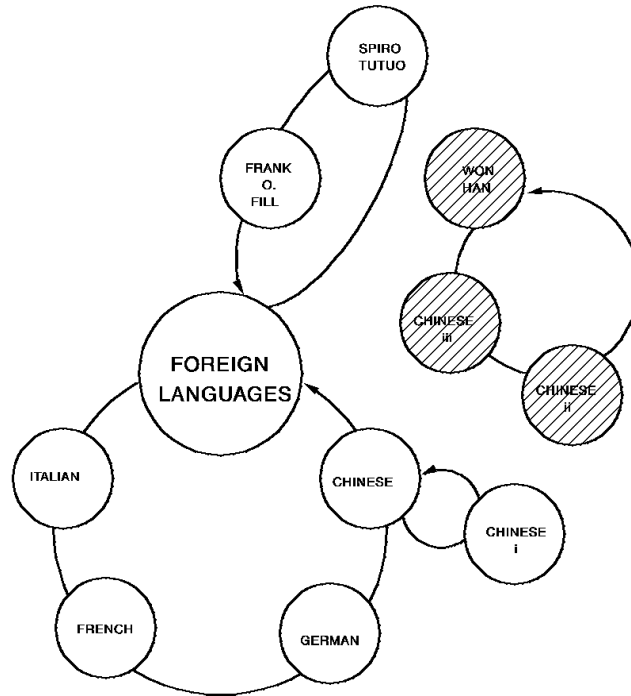 SPIRO
TUTUO
FRANK
O.
FILL
WON
HAN
CHINESE
iii
CHINESE
ii
FOREIGN
LANGUAGES
ITALIAN
CHINESE
CHINESE
i
FRENCH
GERMAN